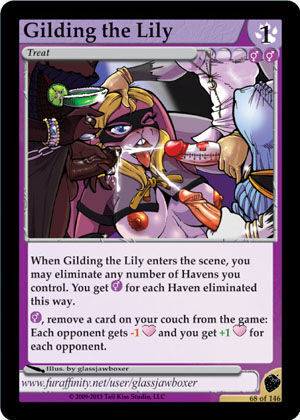 Gilding the Lily
1
Treat
When Gilding the Lily enters the scene, you
may eliminate any number of Havens you
control. You get ⚥ for each Haven eliminated
this way.
⚥, remove a card on your couch from the game:
Each opponent gets -1 and you get +1 for
each opponent.
Illus. by glassjawboxer
www.furaffinity.net/user/glassjawboxer
68 of 146
©2009-2013 Tail Kiss Studio, LLC